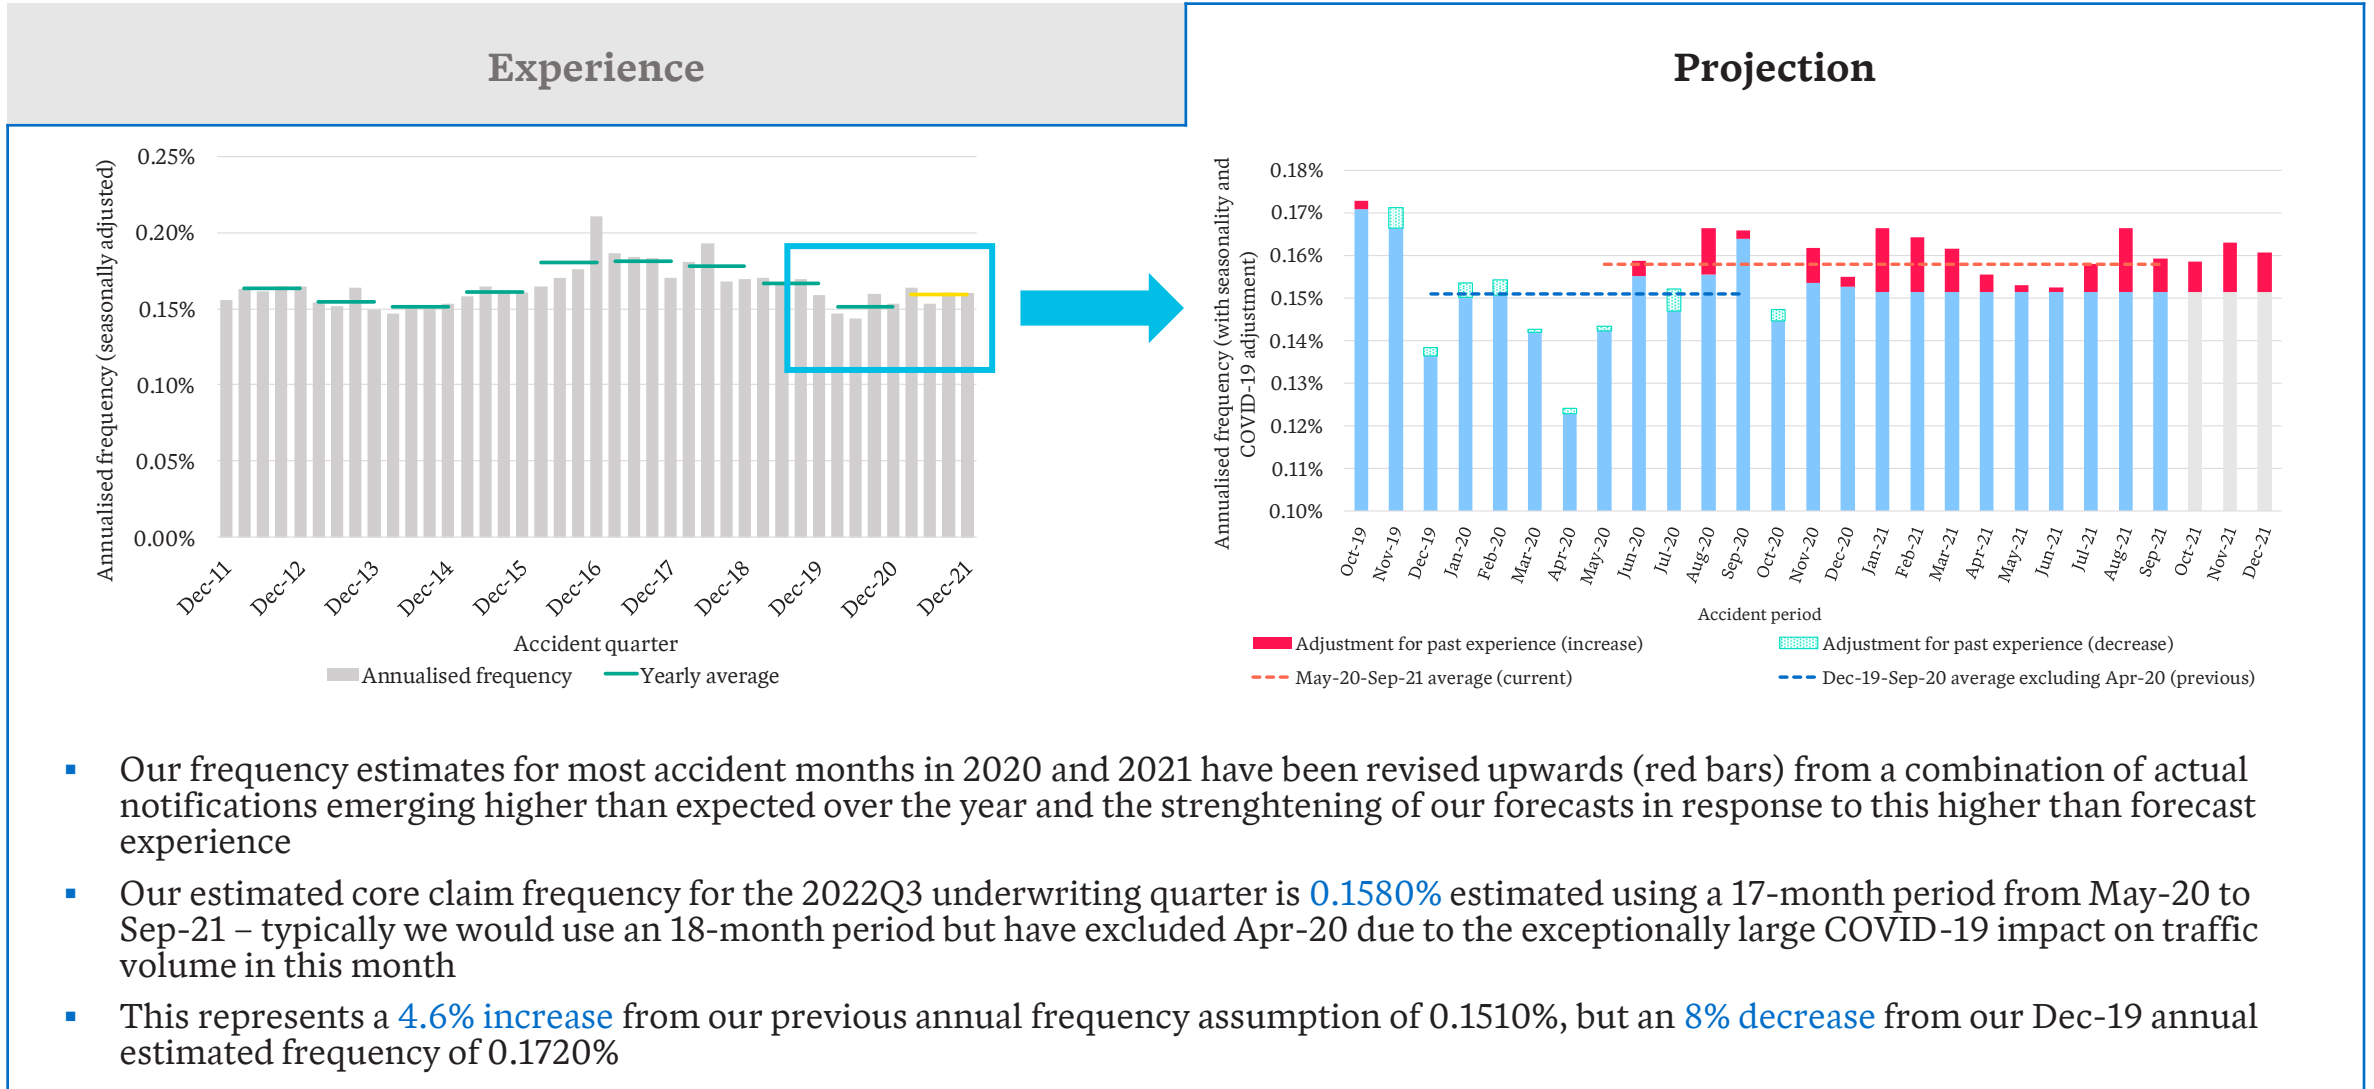 Experience
Projection
Annualised frequency (seasonally adjusted)
0.25%
0.20%
0.15%
0.10%
0.05%
0.00%
Dec-11
Dec-12
Dec-13
Dec-14
Dec-15
Dec-16
Dec-17
Dec-18
Dec-19
Dec-20
Dec-21
Accident quarter
Annualised frequency
Yearly average
Annualised frequency (with seasonality and
COVID-19 adjustment)
0.18%
0.17%
0.16%
0.15%
0.14%
0.13%
0.12%
0.11%
0.10%
Oct-19
Nov-19
Dec-19
Jan-20
Feb-20
Mar-20
Apr-20
May-20
Jun-20
Jul-20
Aug-20
Sep-20
Oct-20
Nov-20
Dec-20
Jan-21
Feb-21
Mar-21
Apr-21
May-21
Jun-21
Jul-21
Aug-21
Sep-21
Oct-21
Nov-21
Dec-21
Accident period
Adjustment for past experience (increase)
Adjustment for past experience (decrease)
May-20-Sep-21 average (current)
Dec-19-Sep-20 average excluding Apr-20 (previous)
▪ Our frequency estimates for most accident months in 2020 and 2021 have been revised upwards (red bars) from a combination of actual
notifications emerging higher than expected over the year and the strenghtening of our forecasts in response to this higher than forecast
experience
▪ Our estimated core claim frequency for the 2022Q3 underwriting quarter is 0.1580% estimated using a 17-month period from May-20 to
Sep-21 – typically we would use an 18-month period but have excluded Apr-20 due to the exceptionally large COVID-19 impact on traffic
volume in this month
▪ This represents a 4.6% increase from our previous annual frequency assumption of 0.1510%, but an 8% decrease from our Dec-19 annual
estimated frequency of 0.1720%